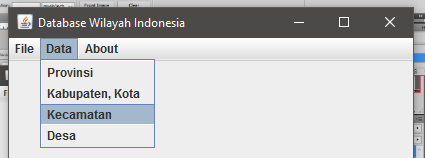 Database Wilayah Indonesia
File Data About
Provinsi
Kabupaten, Kota
Kecamatan
Desa